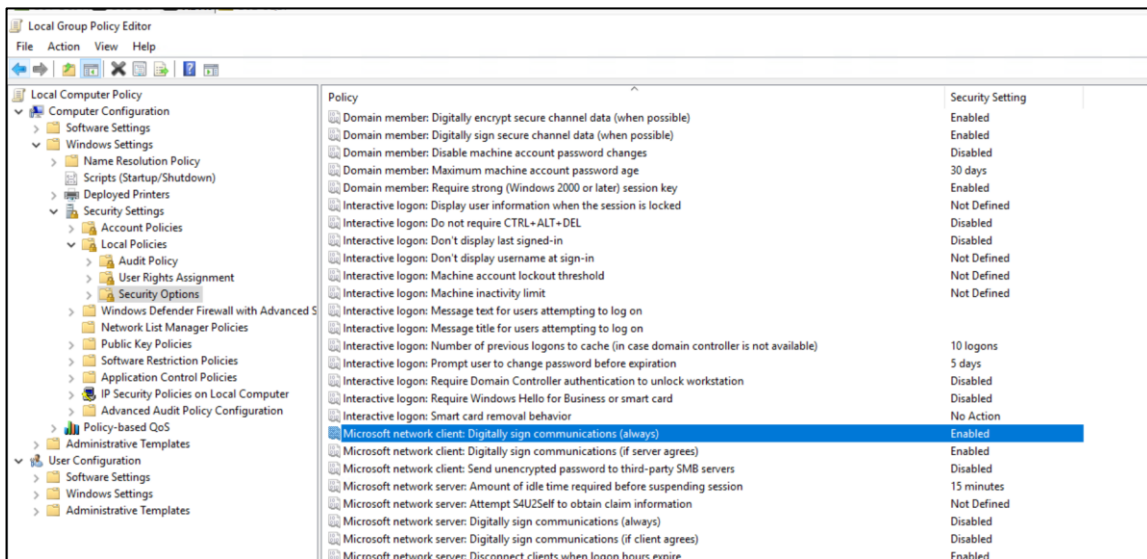 Local Group Policy Editor
File Action View Help
Local Computer Policy
Computer Configuration
Software Settings
Windows Settings
Name Resolution Policy
Scripts (Startup/Shutdown)
Deployed Printers
Security Settings
Account Policies
Local Policies
Audit Policy
User Rights Assignment
Security Options
Windows Defender Firewall with Advanced S
Network List Manager Policies
Public Key Policies
Software Restriction Policies
Application Control Policies
IP Security Policies on Local Computer
Advanced Audit Policy Configuration
Policy-based QoS
Administrative Templates
User Configuration
Software Settings
Windows Settings
Administrative Templates
Policy Security Setting
Domain member: Digitally encrypt secure channel data (when possible) Enabled
Domain member: Digitally sign secure channel data (when possible) Enabled
Domain member: Disable machine account password changes Disabled
Domain member: Maximum machine account password age 30 days
Domain member: Require strong (Windows 2000 or later) session key Enabled
Interactive logon: Display user information when the session is locked Not Defined
Interactive logon: Do not require CTRL+ALT+DEL Disabled
Interactive logon: Don't display last signed-in Disabled
Interactive logon: Don't display username at sign-in Not Defined
Interactive logon: Machine account lockout threshold Not Defined
Interactive logon: Machine inactivity limit Not Defined
Interactive logon: Message text for users attempting to log on
Interactive logon: Message title for users attempting to log on
Interactive logon: Number of previous logons to cache (in case domain controller is not available) 10 logons
Interactive logon: Prompt user to change password before expiration 5 days
Interactive logon: Require Domain Controller authentication to unlock workstation Disabled
Interactive logon: Require Windows Hello for Business or smart card Disabled
Interactive logon: Smart card removal behavior No Action
Microsoft network client: Digitally sign communications (always) Enabled
Microsoft network client: Digitally sign communications (if server agrees) Enabled
Microsoft network client: Send unencrypted password to third-party SMB servers Disabled
Microsoft network server: Amount of idle time required before suspending session 15 minutes
Microsoft network server: Attempt S4U2Self to obtain claim information Not Defined
Microsoft network server: Digitally sign communications (always) Disabled
Microsoft network server: Digitally sign communications (if client agrees) Disabled
Microsoft network server: Disconnect clients when logon hours expire Enabled